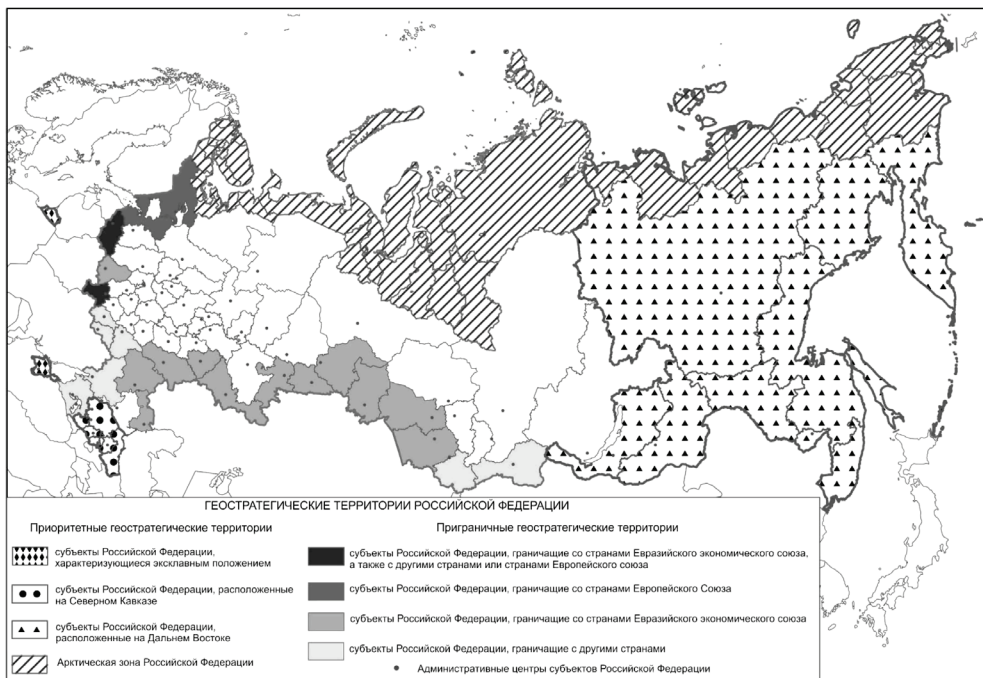 ГЕОСТРАТЕГИЧЕСКИЕ ТЕРРИТОРИИ РОССИЙСКОЙ ФЕДЕРАЦИИ
Приоритетные геостратегические территории
субъекты Российской Федерации,
характеризующиеся эксклавным положением
субъекты Российской Федерации, расположенные
на Северном Кавказе
субъекты Российской Федерации,
расположенные на Дальнем Востоке
Арктическая зона Российской Федерации
Приграничные геостратегические территории
субъекты Российской Федерации, граничащие со странами Евразийского экономического союза,
а также с другими странами или странами Европейского союза
субъекты Российской Федерации, граничащие со странами Европейского Союза
субъекты Российской Федерации, граничащие со странами Евразийского экономического союза
субъекты Российской Федерации, граничащие с другими странами
Административные центры субъектов Российской Федерации